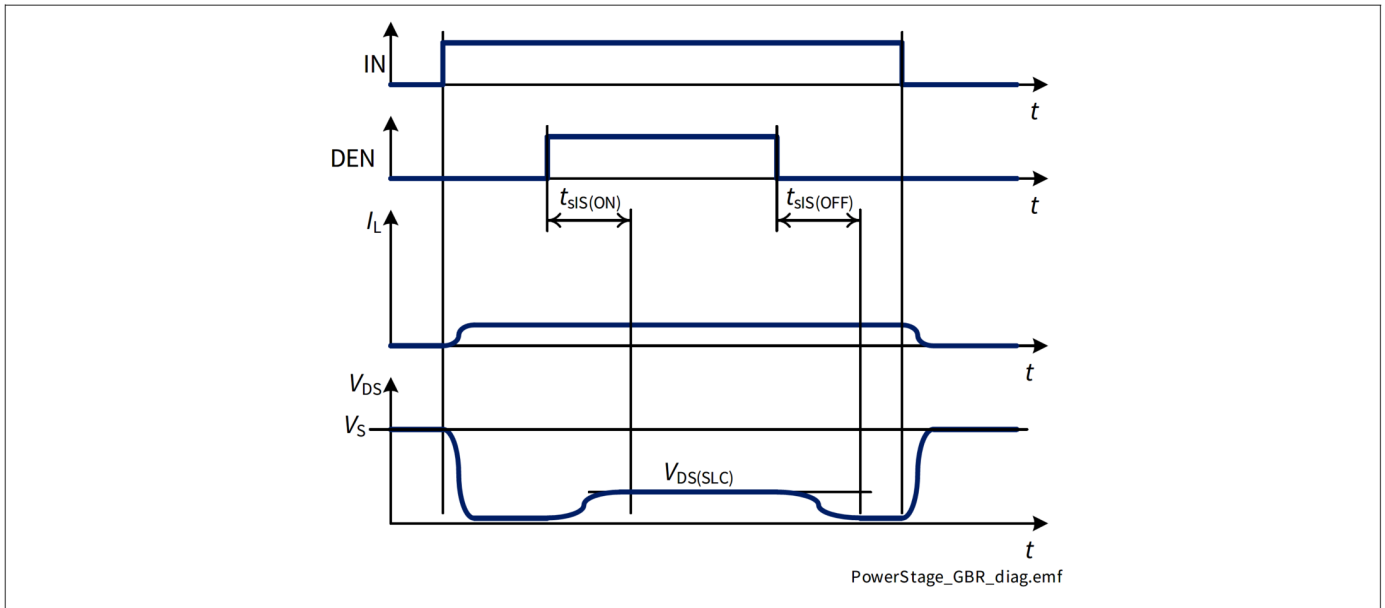 IN
t
DEN
t
tsIS(ON)
tsIS(OFF)
IL
t
VDS
VS
VDS(SLC)
t
PowerStage_GBR_diag.emf